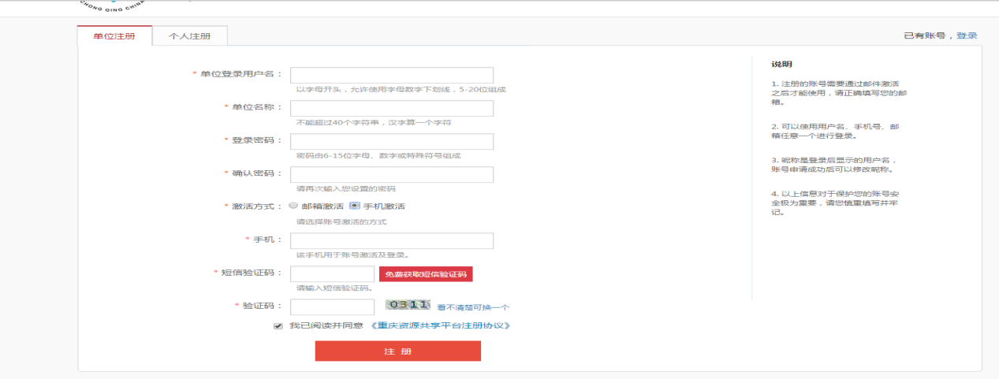 CHONG QING CHINA
单位注册 个人注册 已有账号，登录
* 单位登录用户名：
以字母开头，允许使用字母数字下划线，5-20位组成
* 单位名称：
不能超过40个字符串，汉字算一个字符
* 登录密码：
密码由6-15位字母、数字或特殊符号组成
* 确认密码：
请再次输入您设置的密码
* 激活方式： 邮箱激活 手机激活
请选择账号激活的方式
* 手机：
该手机用于账号激活及登录。
* 短信验证码： 免费获取短信验证码
请输入短信验证码。
* 验证码： 0311 看不清楚可换一个
我已阅读并同意 《重庆资源共享平台注册协议》
注 册
说明
1. 注册的账号需要通过邮件激活
之后才能使用，请正确填写您的邮
箱。
2. 可以使用用户名、手机号、邮
箱任意一个进行登录。
3. 昵称是登录后显示的用户名，
账号申请成功后可以修改昵称。
4. 以上信息对于保护您的账号安
全极为重要，请您慎重填写并牢
记。